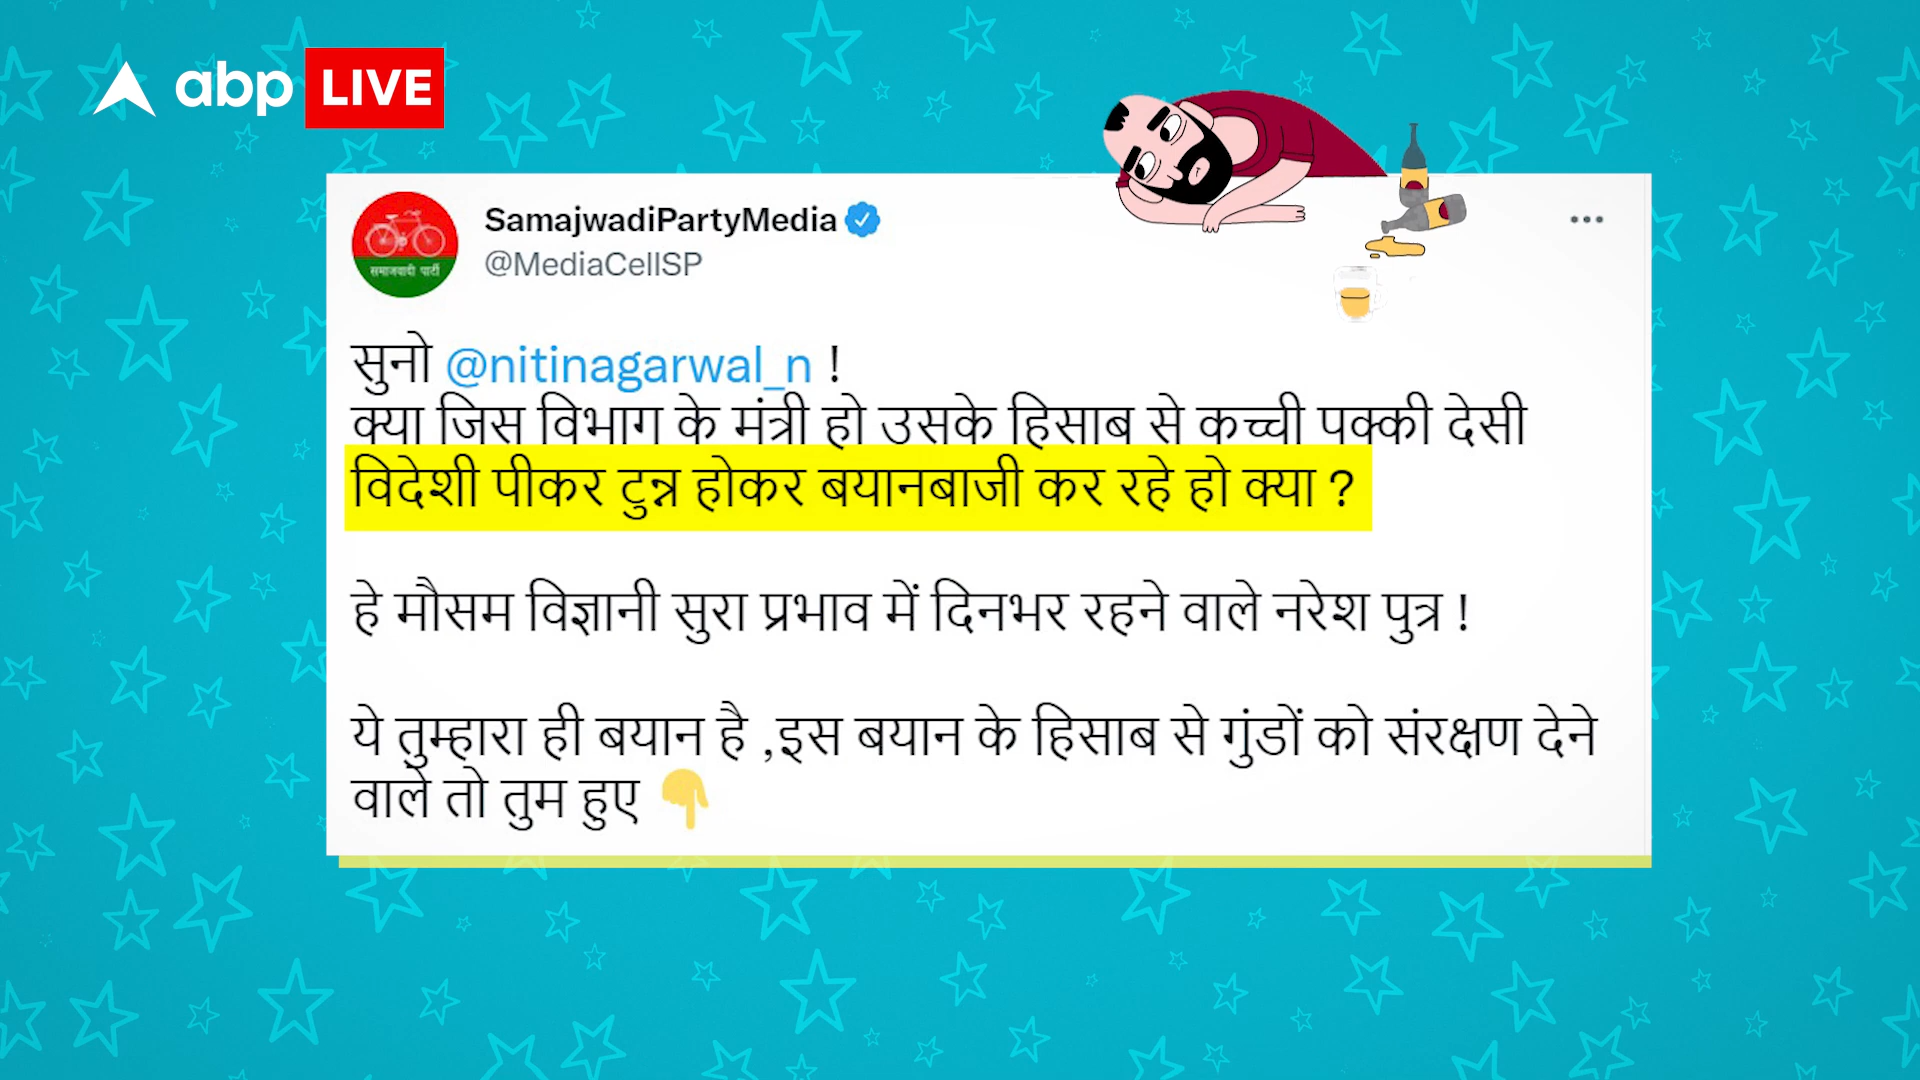 abp LIVE
SamajwadiPartyMedia
@MediaCellSP
समाजवादी पार्टी
सुनो @nitinagarwal_n !
क्या जिस विभाग के मंत्री हो उसके हिसाब से कच्ची पक्की देसी
विदेशी पीकर टुन्न होकर बयानबाजी कर रहे हो क्या ?
हे मौसम विज्ञानी सुरा प्रभाव में दिनभर रहने वाले नरेश पुत्र !
ये तुम्हारा ही बयान है ,इस बयान के हिसाब से गुंडों को संरक्षण देने
वाले तो तुम हुए